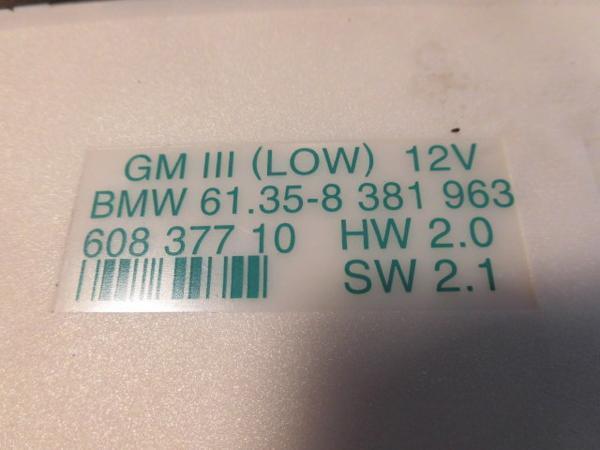 GM III (LOW) 12V
BMW 61.35-8 381 963
608 377 10 HW 2.0
SW 2.1